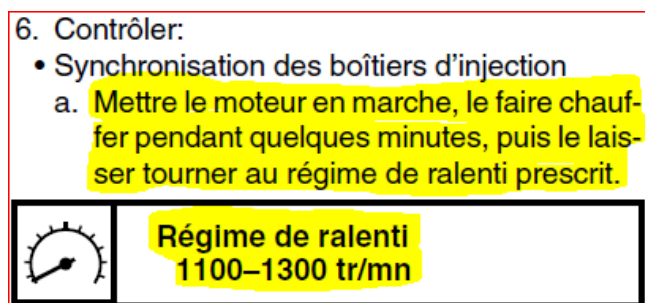 6. Contrôler:
• Synchronisation des boîtiers d'injection
a. Mettre le moteur en marche, le faire chauf-
fer pendant quelques minutes, puis le lais-
ser tourner au régime de ralenti prescrit.
Régime de ralenti
1100–1300 tr/mn